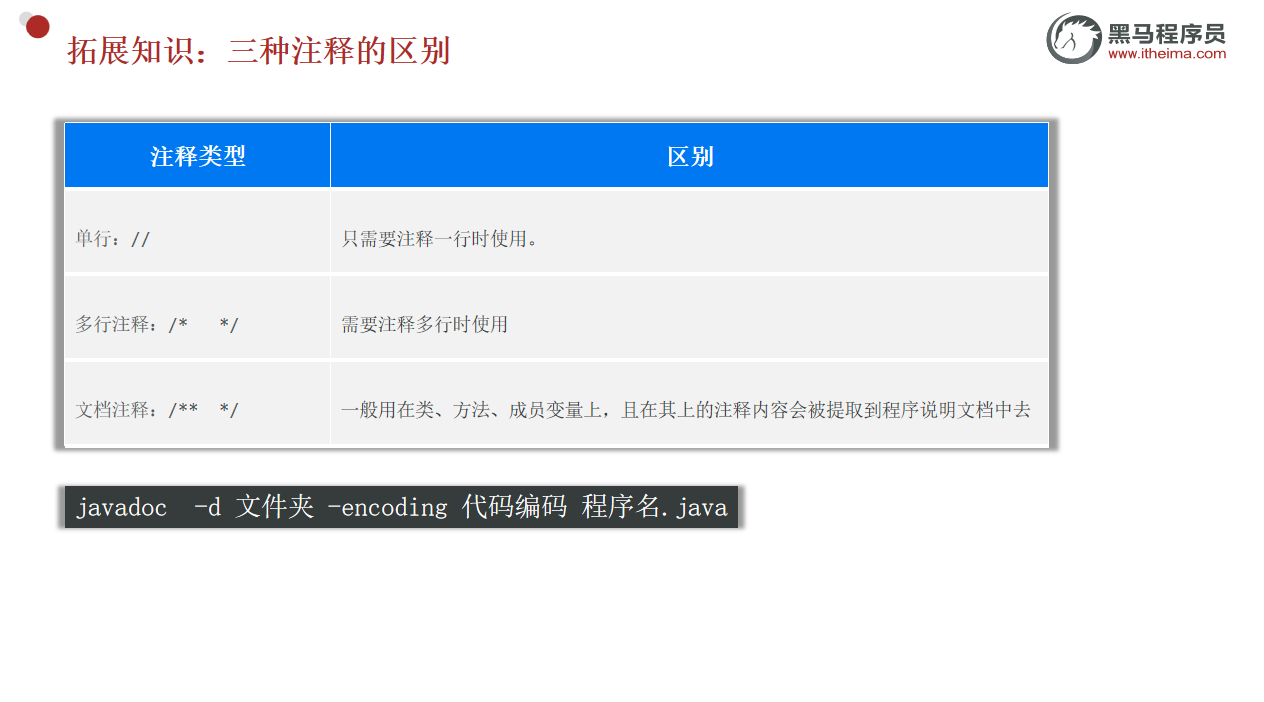 拓展知识：三种注释的区别
黑马程序员
www.itheima.com
注释类型 区别
单行：// 只需要注释一行时使用。
多行注释：/*   */ 需要注释多行时使用
文档注释：/**  */ 一般用在类、方法、成员变量上，且在其上的注释内容会被提取到程序说明文档中去
javadoc  -d 文件夹 -encoding 代码编码 程序名.java